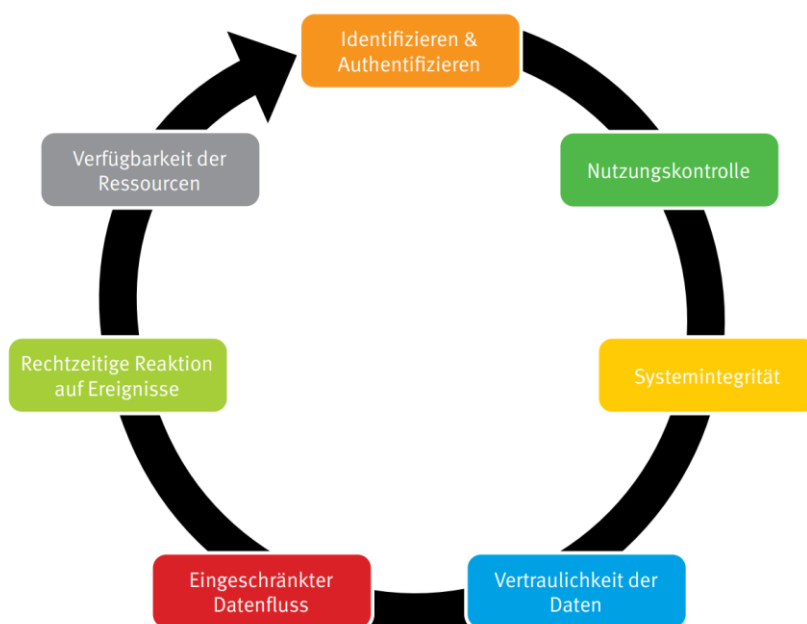 Identifizieren &
Authentifizieren
Nutzungskontrolle
Systemintegrität
Vertraulichkeit der
Daten
Eingeschränkter
Datenfluss
Rechtzeitige Reaktion
auf Ereignisse
Verfügbarkeit der
Ressourcen